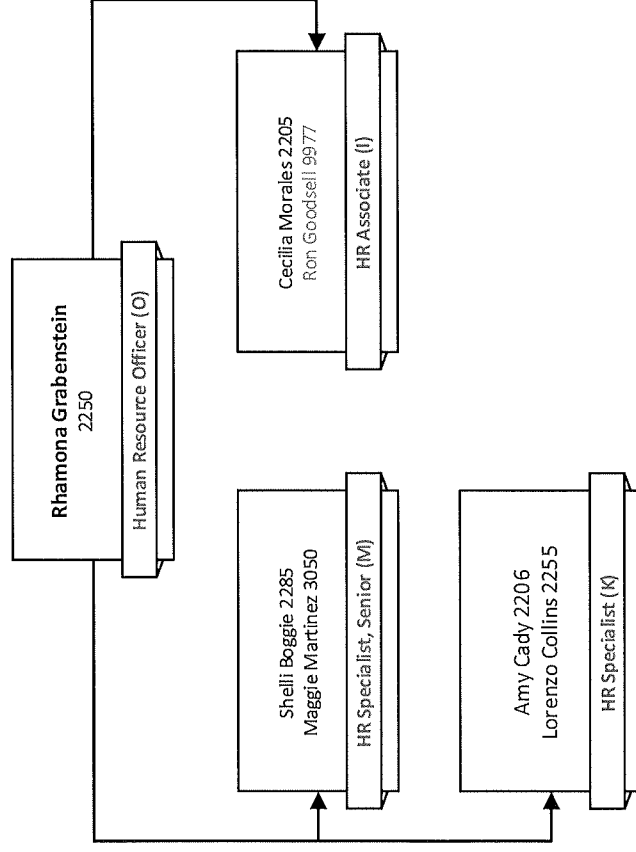 Rhamona Grabenstein
2250
Human Resource Officer (O)
Shelli Boggie 2285
Maggie Martinez 3050
HR Specialist, Senior (M)
Cecilia Morales 2205
Ron Goodsell 9977
HR Associate (I)
Amy Cady 2206
Lorenzo Collins 2255
HR Specialist (K)